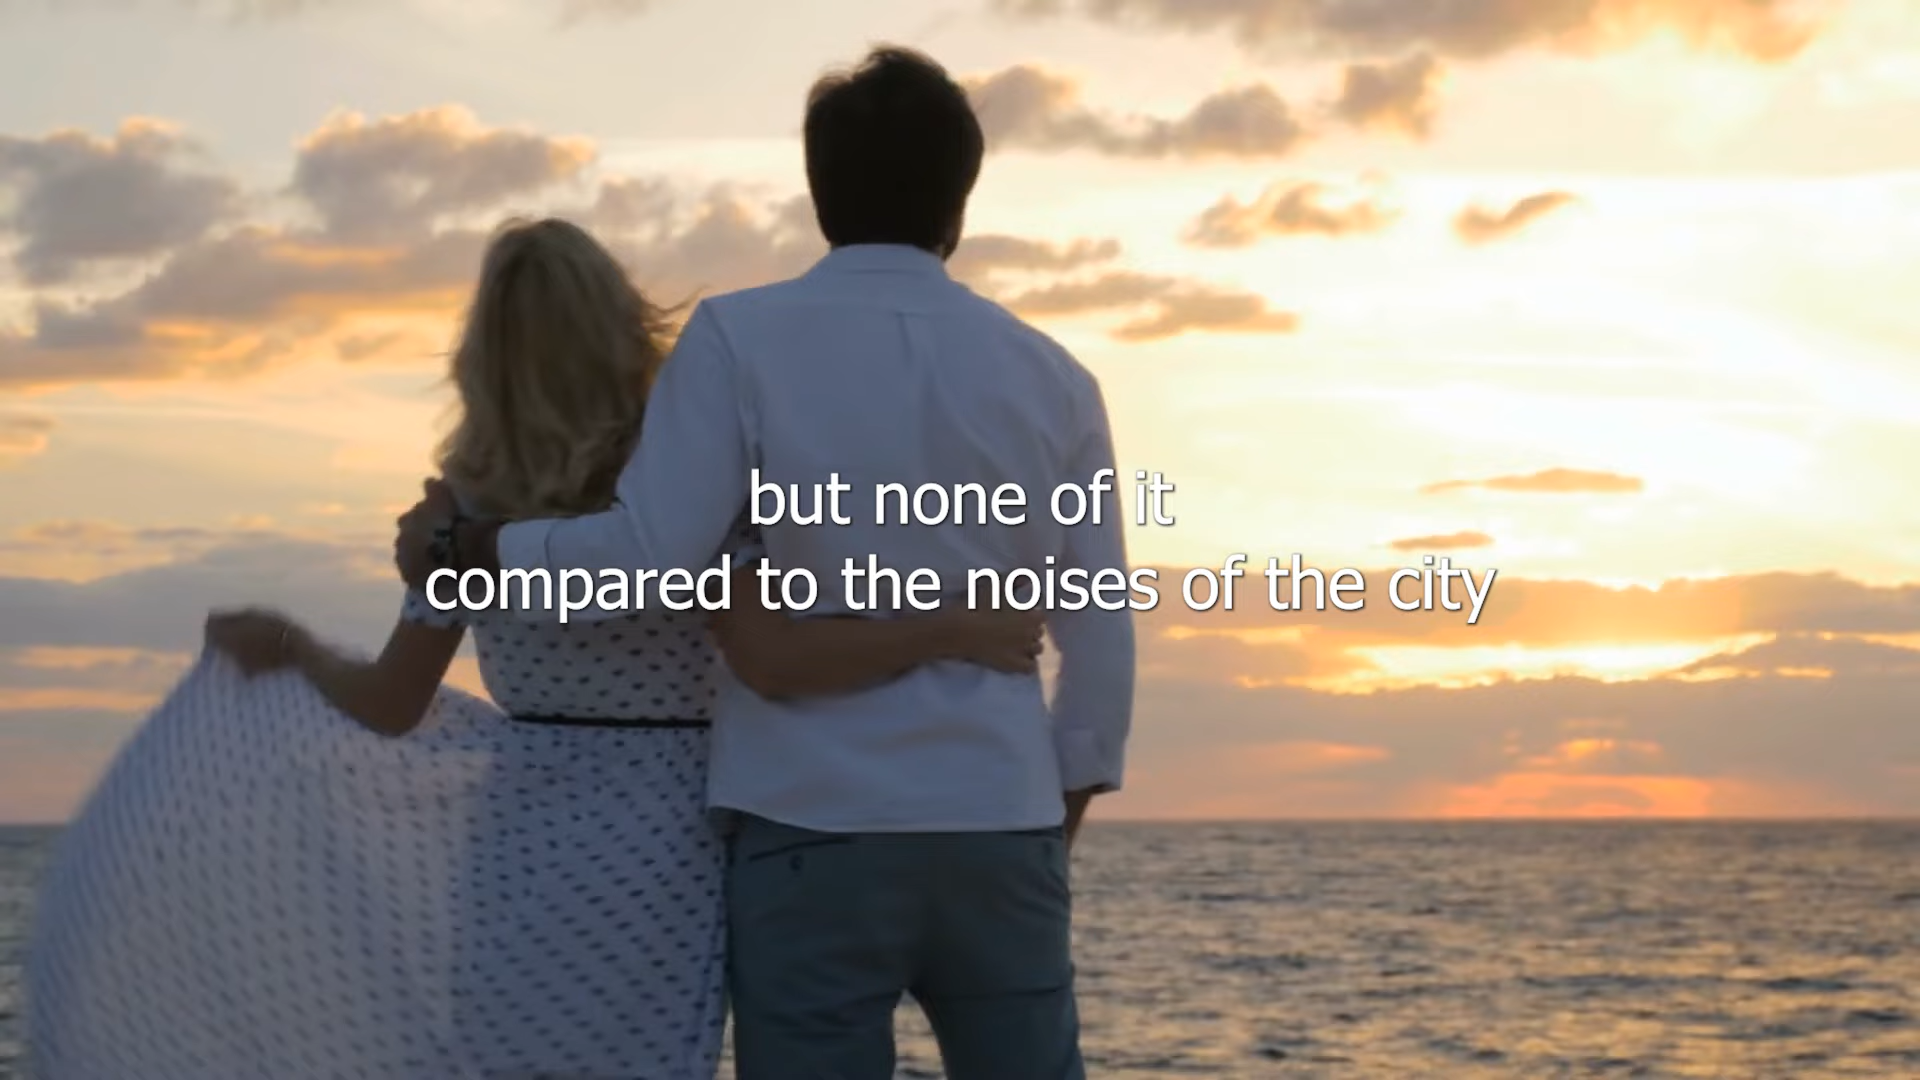 but none of it
compared to the noises of the city